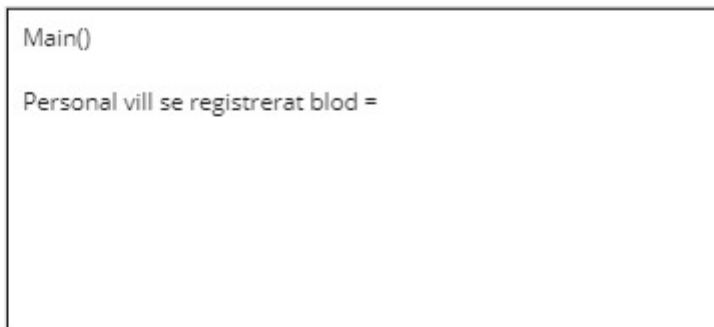 Main()
Personal vill se registrerat blod =